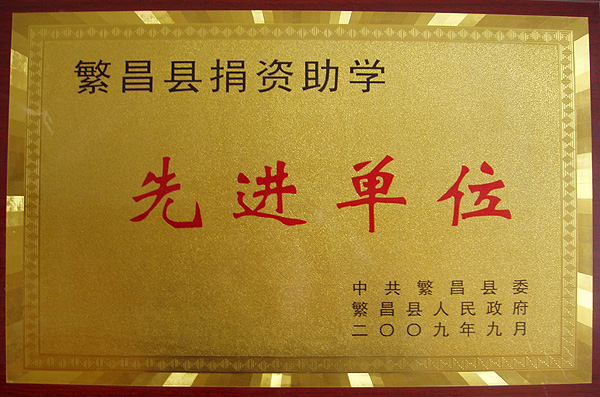 繁昌县捐资助学
先进单位
中共繁昌县委
繁昌县人民政府
二〇〇九年九月